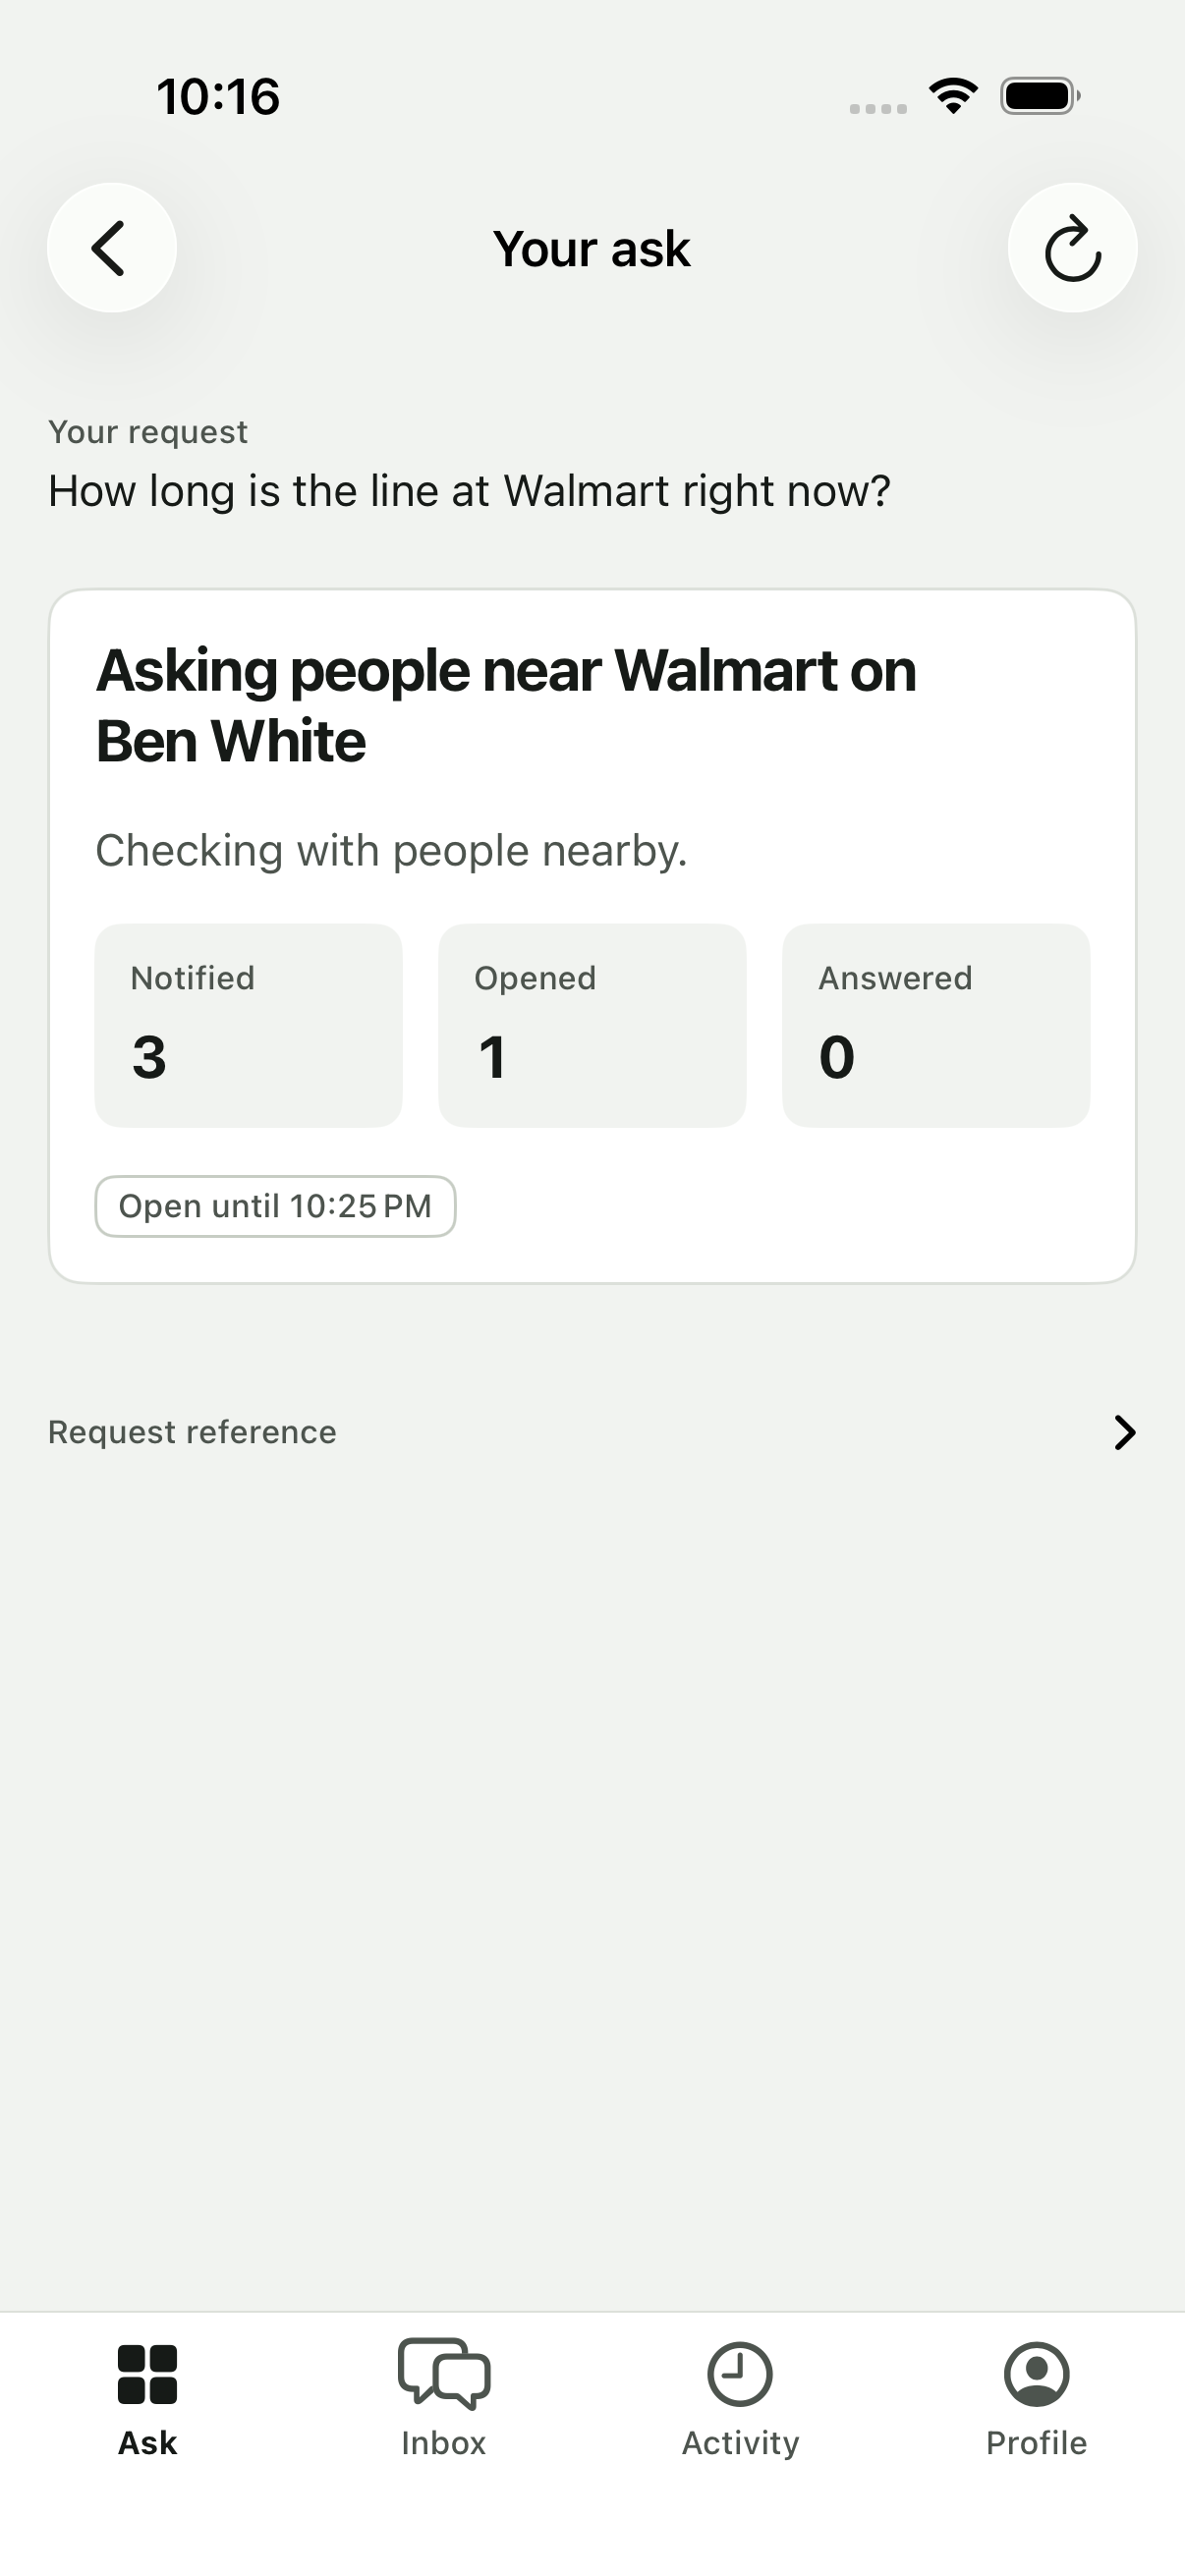 10:16
Your ask
Your request
How long is the line at Walmart right now?
Asking people near Walmart on
Ben White
Checking with people nearby.
Notified
Opened
Answered
3
1
0
Open until 10:25 PM
Request reference
Ask
Inbox
Activity
Profile